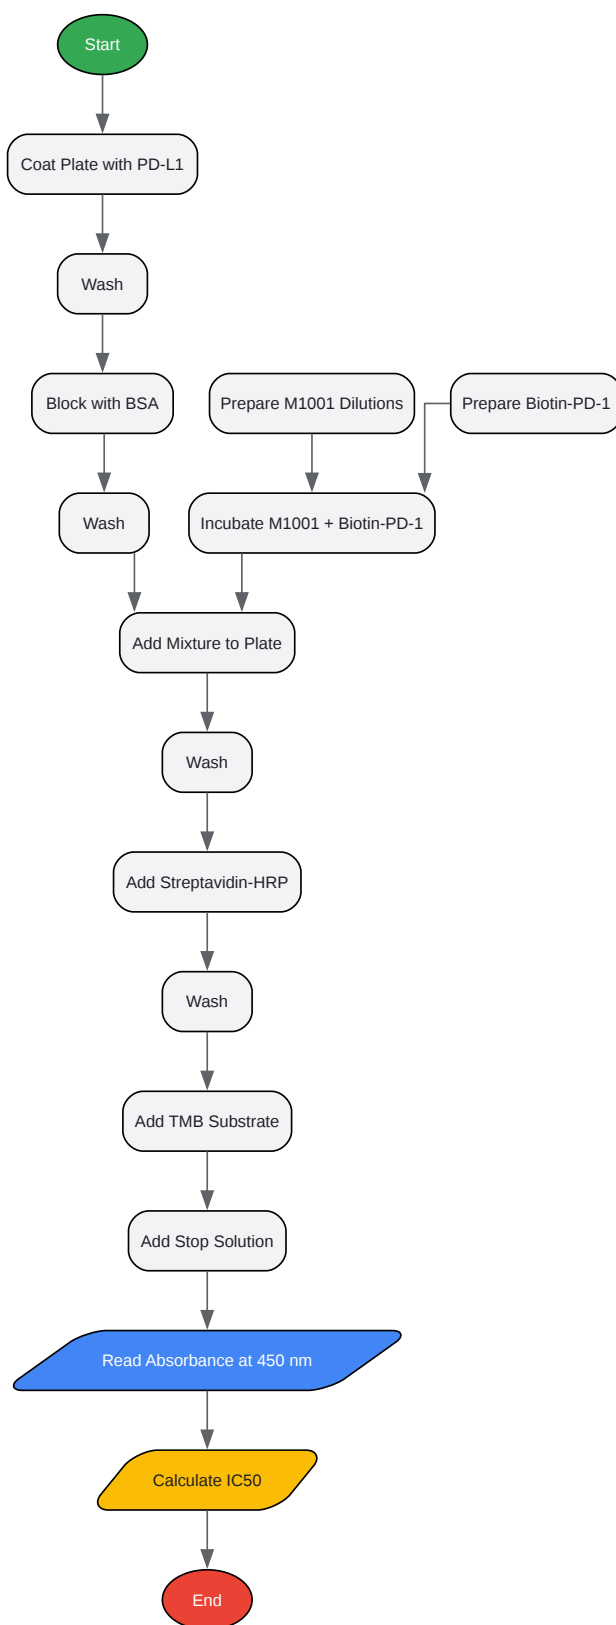 Start
Coat Plate with PD-L1
Wash
Block with BSA
Prepare M1001 Dilutions
Prepare Biotin-PD-1
Wash
Incubate M1001 + Biotin-PD-1
Add Mixture to Plate
Wash
Add Streptavidin-HRP
Wash
Add TMB Substrate
Add Stop Solution
Read Absorbance at 450 nm
Calculate IC50
End